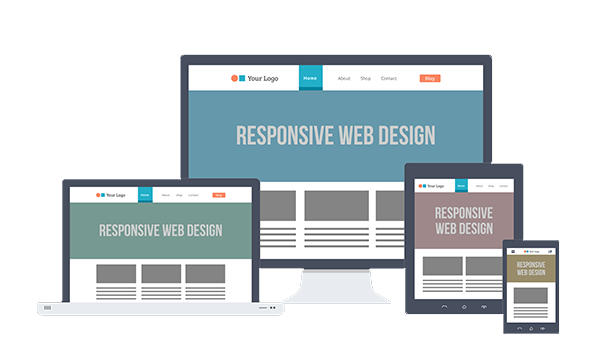 Your Logo Home About Shop Contact Blog
RESPONSIVE WEB DESIGN
Your Logo Home About Shop Contact Blog
RESPONSIVE WEB DESIGN
Your Logo Home About Shop Contact
RESPONSIVE
WEB DESIGN
Your Logo
RESPONSIVE
WEB DESIGN